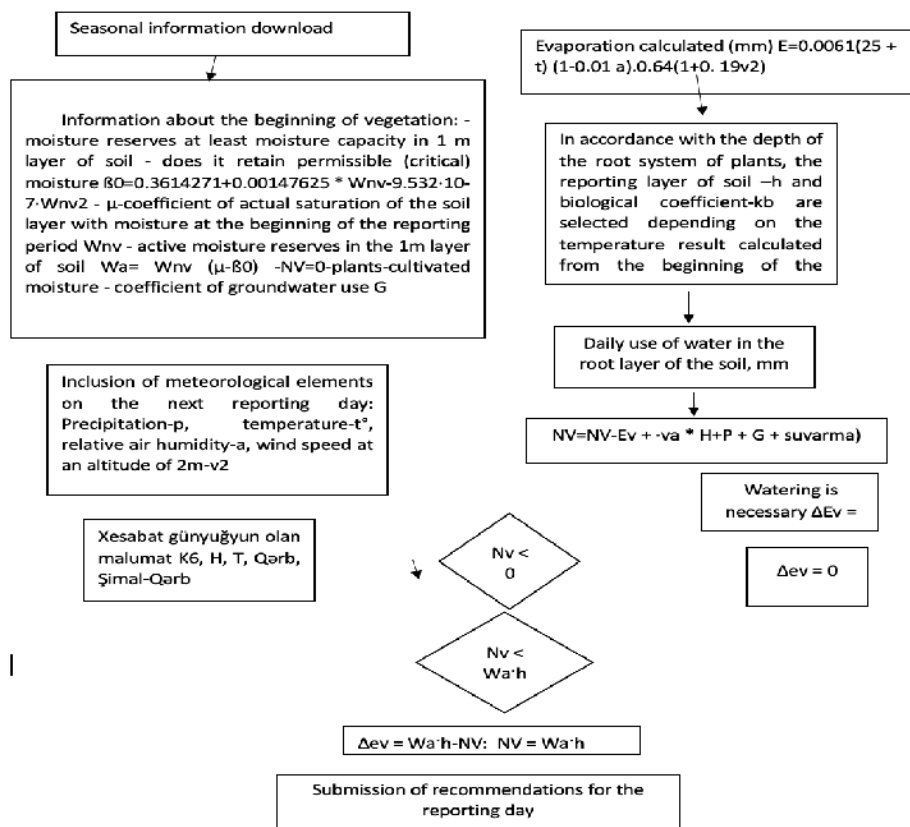 Seasonal information download
Information about the beginning of vegetation: -
moisture reserves at least moisture capacity in 1 m
layer of soil - does it retain permissible (critical)
moisture ß0=0.3614271+0.00147625 * Wnv-9.532·10-
7·Wnv2 - µ-coefficient of actual saturation of the soil
layer with moisture at the beginning of the reporting
period Wnv - active moisture reserves in the 1m layer
of soil Wa= Wnv (µ-ß0) -NV=0-plants-cultivated
moisture - coefficient of groundwater use G
Inclusion of meteorological elements
on the next reporting day:
Precipitation-p, temperature-t°,
relative air humidity-a, wind speed at
an altitude of 2m-v2
Xesabat günyuğyun olan
malumat K6, H, T, Qərb,
Şimal-Qərb
Evaporation calculated (mm) E=0.0061(25 +
t) (1-0.01 a).0.64(1+0. 19v2)
In accordance with the depth of
the root system of plants, the
reporting layer of soil –h and
biological coefficient-kb are
selected depending on the
temperature result calculated
from the beginning of the
Daily use of water in the
root layer of the soil, mm
NV=NV-Ev + ·va * H+P + G + suvarma)
Watering is
necessary ΔEv =
Δev = 0
Nv <
0
Nv <
Wa·h
Δev = Wa·h-NV: NV = Wa·h
Submission of recommendations for the
reporting day